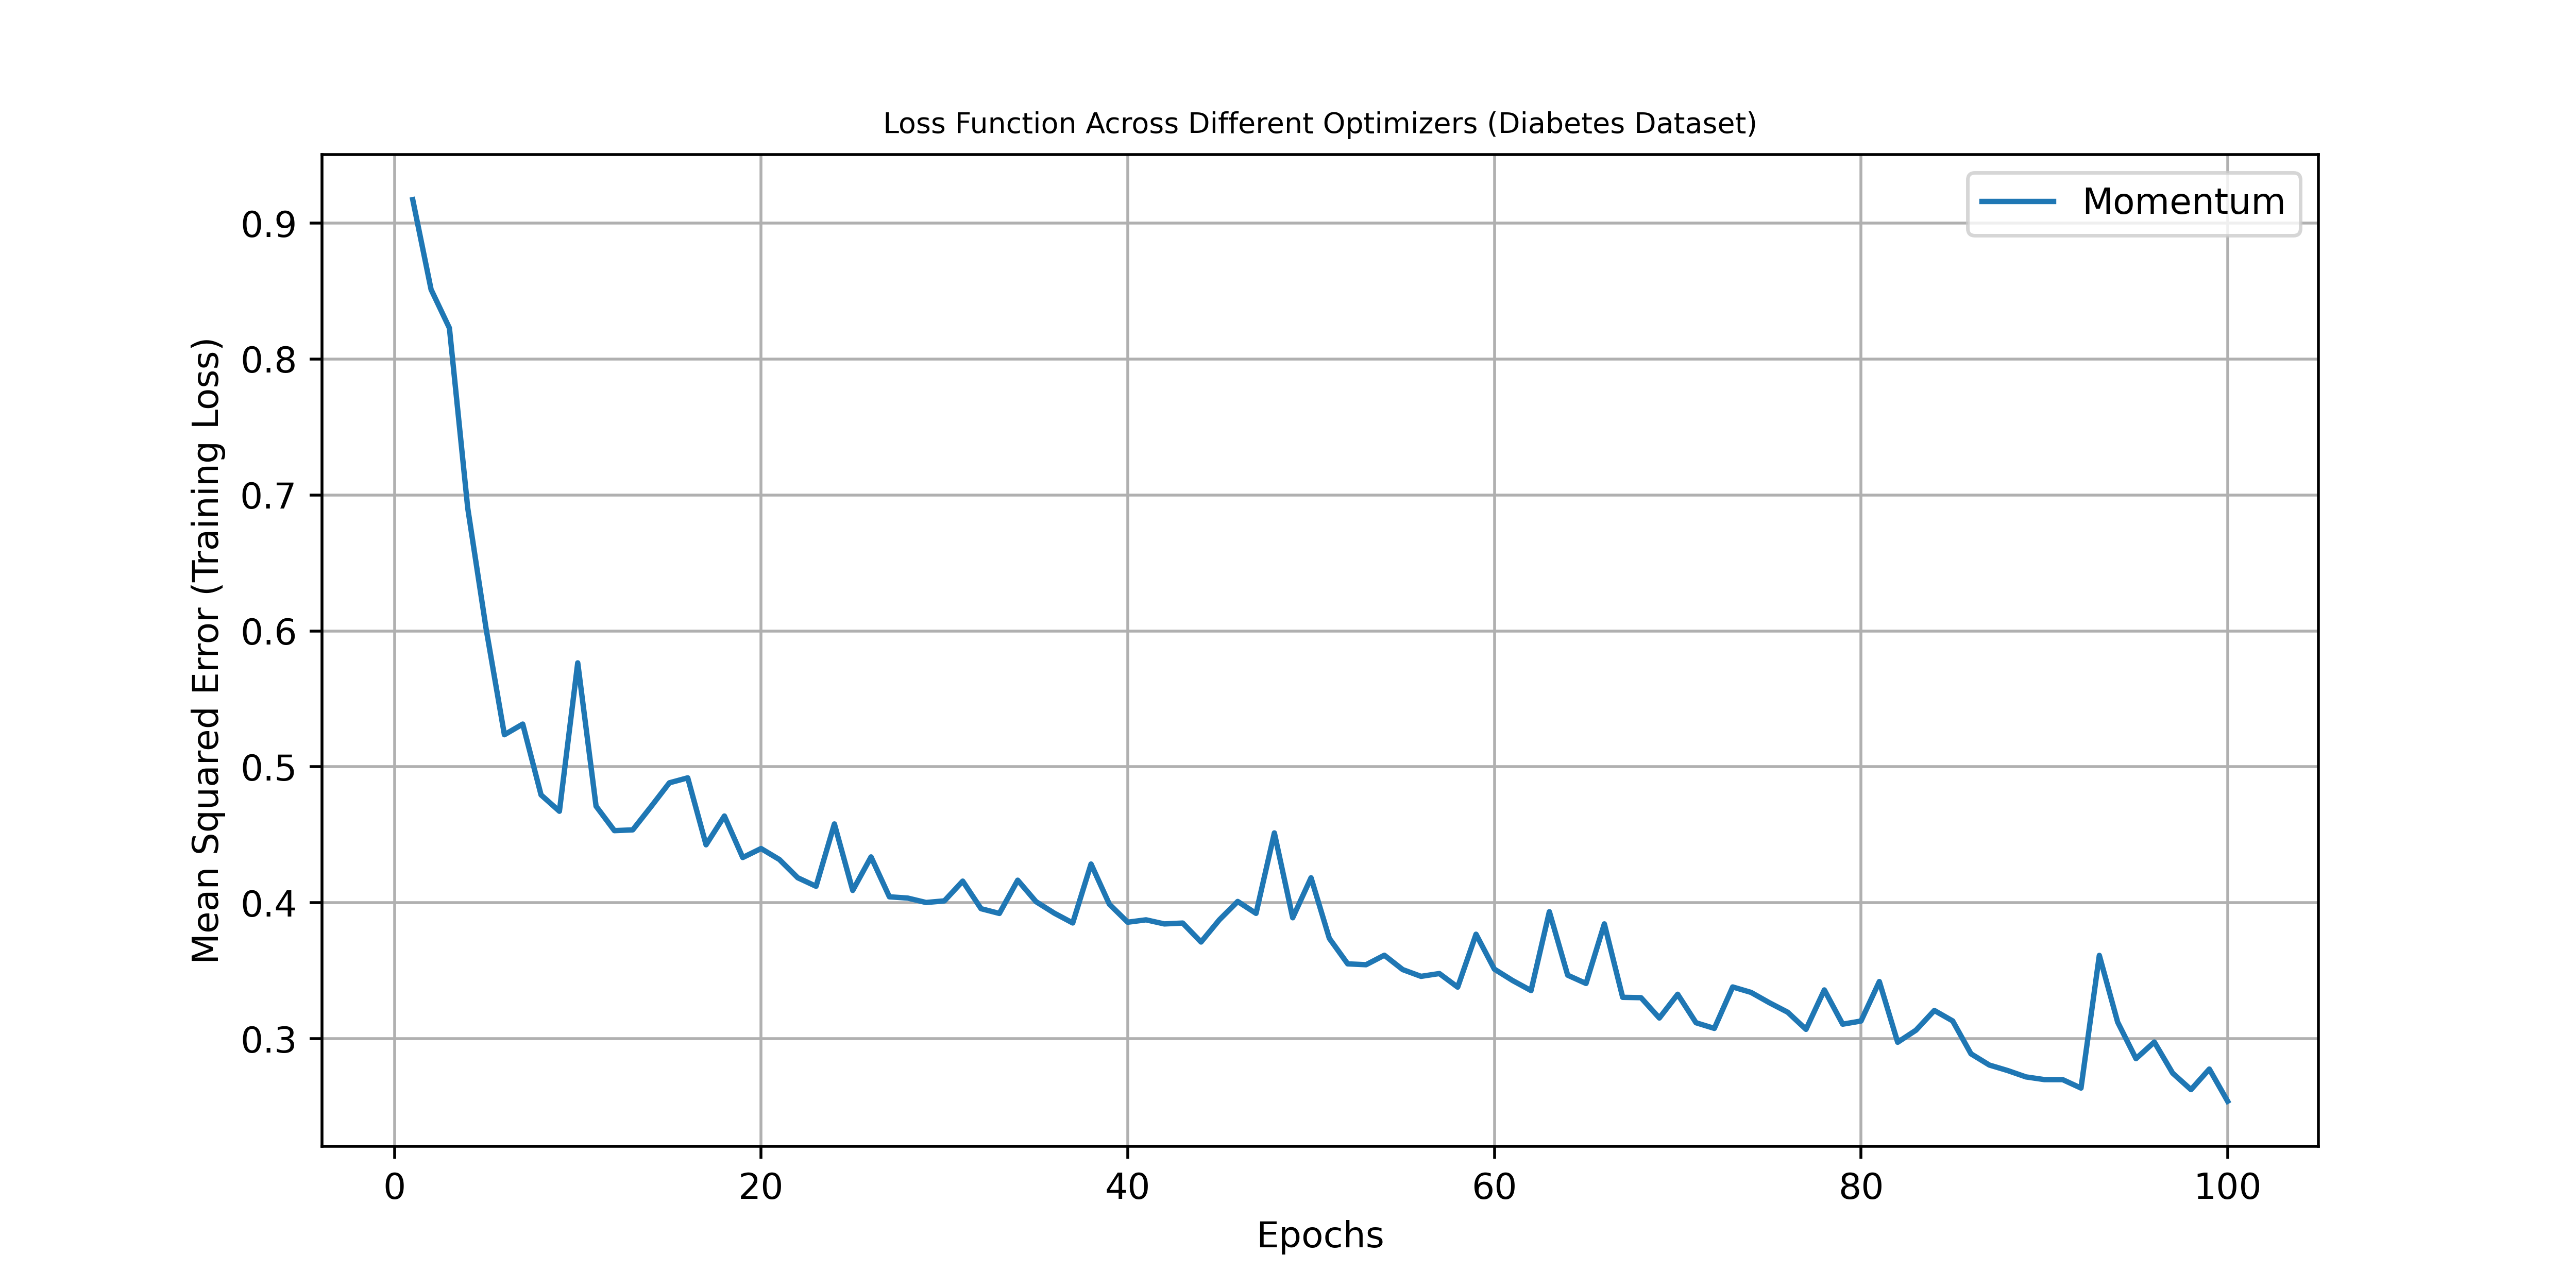 Loss Function Across Different Optimizers (Diabetes Dataset)
Momentum
Mean Squared Error (Training Loss)
0.9
0.8
0.7
0.6
0.5
0.4
0.3
0 20 40 60 80 100
Epochs